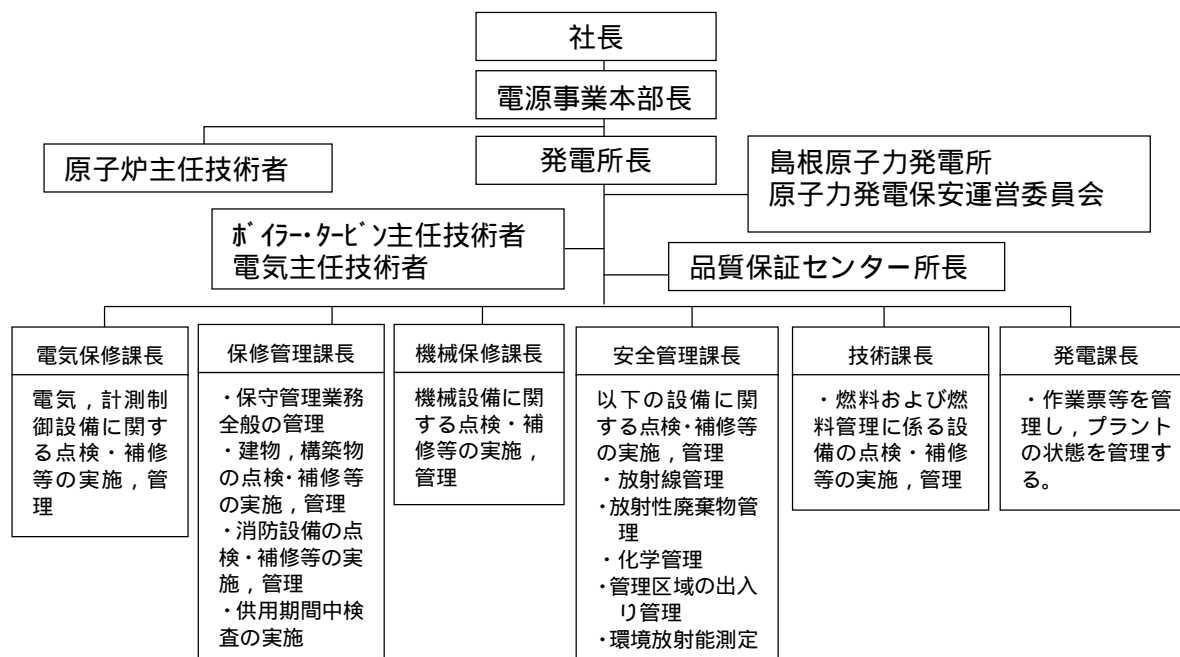 社長
電源事業本部長
原子炉主任技術者
発電所長
島根原子力発電所
原子力発電保安運営委員会
ﾎﾞｲﾗｰ・ﾀｰﾋﾞﾝ主任技術者
電気主任技術者
品質保証センター所長
電気保修課長
電気，計測制
御設備に関す
る点検・補修
等の実施，管
理
保修管理課長
・保守管理業務
全般の管理
・建物，構築物
の点検・補修等
の実施，管理
・消防設備の点
検・補修等の実
施，管理
・供用期間中検
査の実施
機械保修課長
機械設備に関
する点検・補
修等の実施，
管理
安全管理課長
以下の設備に関
する点検・補修等
の実施，管理
・放射線管理
・放射性廃棄物管
理
・化学管理
・管理区域の出入
り管理
・環境放射能測定
技術課長
・燃料および燃
料管理に係る設
備の点検・補修
等の実施，管理
発電課長
・作業票等を管
理し，プラント
の状態を管理す
る。